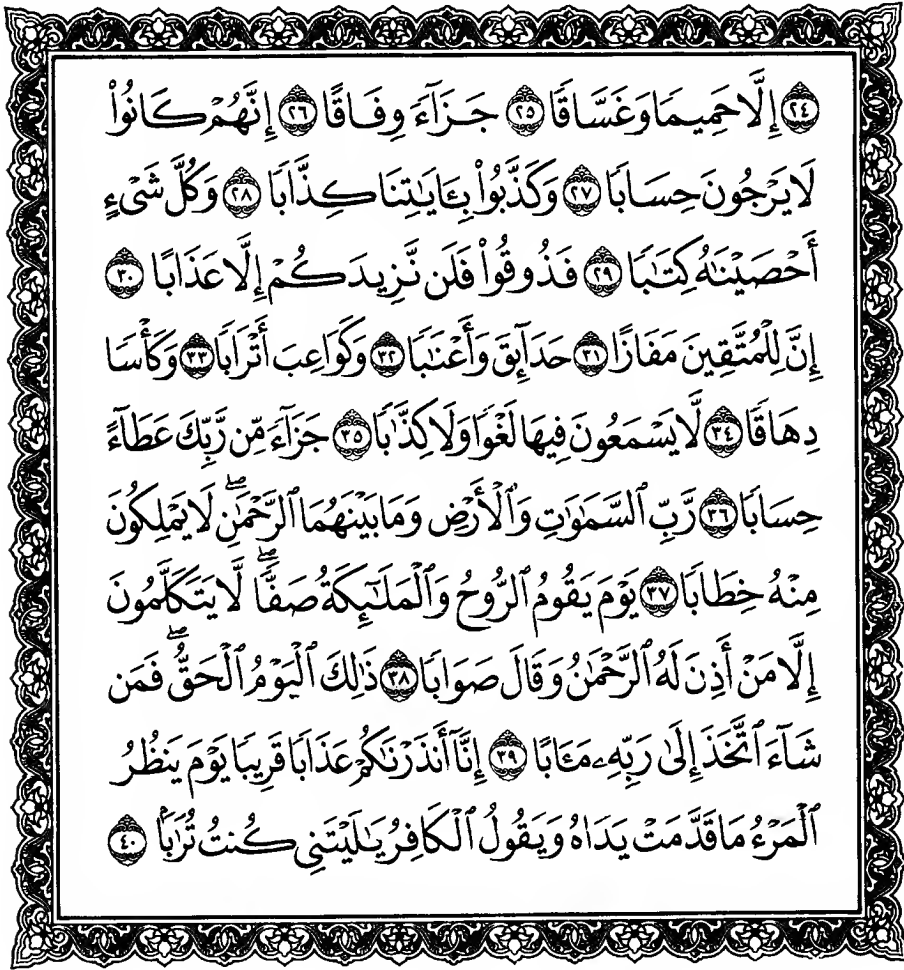 ﴿٢٤﴾ إِلَّا حَمِيمًا وَغَسَّاقًا ﴿٢٥﴾ جَزَآءً وِفَاقًا ﴿٢٦﴾ إِنَّهُمْ كَانُوا۟
لَا يَرْجُونَ حِسَابًا ﴿٢٧﴾ وَكَذَّبُوا۟ بِـَٔايَـٰتِنَا كِذَّابًا ﴿٢٨﴾ وَكُلَّ شَىْءٍ
أَحْصَيْنَـٰهُ كِتَـٰبًا ﴿٢٩﴾ فَذُوقُوا۟ فَلَن نَّزِيدَكُمْ إِلَّا عَذَابًا ﴿٣٠﴾
إِنَّ لِلْمُتَّقِينَ مَفَازًا ﴿٣١﴾ حَدَآئِقَ وَأَعْنَـٰبًا ﴿٣٢﴾ وَكَوَاعِبَ أَتْرَابًا ﴿٣٣﴾ وَكَأْسًا
دِهَاقًا ﴿٣٤﴾ لَّا يَسْمَعُونَ فِيهَا لَغْوًا وَلَا كِذَّٰبًا ﴿٣٥﴾ جَزَآءً مِّن رَّبِّكَ عَطَآءً
حِسَابًا ﴿٣٦﴾ رَّبِّ ٱلسَّمَـٰوَٰتِ وَٱلْأَرْضِ وَمَا بَيْنَهُمَا ٱلرَّحْمَـٰنِ ۖ لَا يَمْلِكُونَ
مِنْهُ خِطَابًا ﴿٣٧﴾ يَوْمَ يَقُومُ ٱلرُّوحُ وَٱلْمَلَـٰٓئِكَةُ صَفًّا ۖ لَّا يَتَكَلَّمُونَ
إِلَّا مَنْ أَذِنَ لَهُ ٱلرَّحْمَـٰنُ وَقَالَ صَوَابًا ﴿٣٨﴾ ذَٰلِكَ ٱلْيَوْمُ ٱلْحَقُّ ۖ فَمَن
شَآءَ ٱتَّخَذَ إِلَىٰ رَبِّهِۦ مَـَٔابًا ﴿٣٩﴾ إِنَّآ أَنذَرْنَـٰكُمْ عَذَابًا قَرِيبًا يَوْمَ يَنظُرُ
ٱلْمَرْءُ مَا قَدَّمَتْ يَدَاهُ وَيَقُولُ ٱلْكَافِرُ يَـٰلَيْتَنِى كُنتُ تُرَٰبًۢا ﴿٤٠﴾